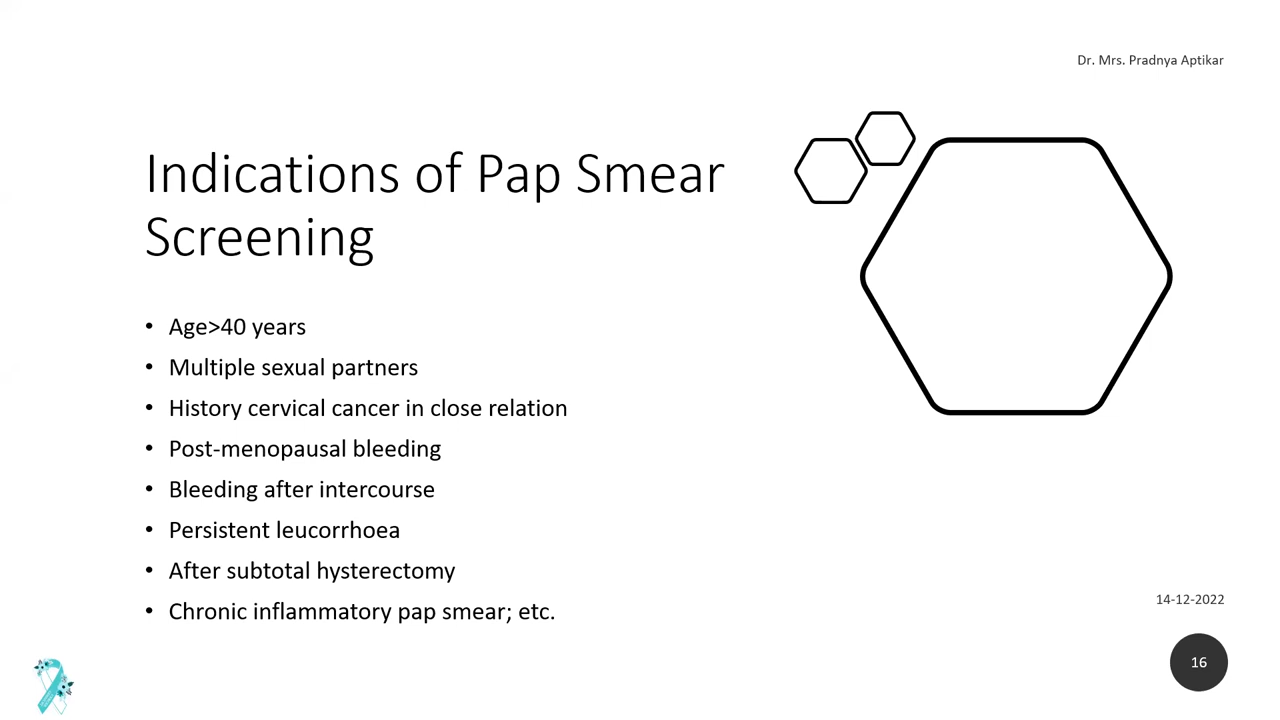 Dr. Mrs. Pradnya Aptikar
Indications of Pap Smear
Screening
• Age>40 years
• Multiple sexual partners
• History cervical cancer in close relation
• Post-menopausal bleeding
• Bleeding after intercourse
• Persistent leucorrhoea
• After subtotal hysterectomy
• Chronic inflammatory pap smear; etc.
14-12-2022
16